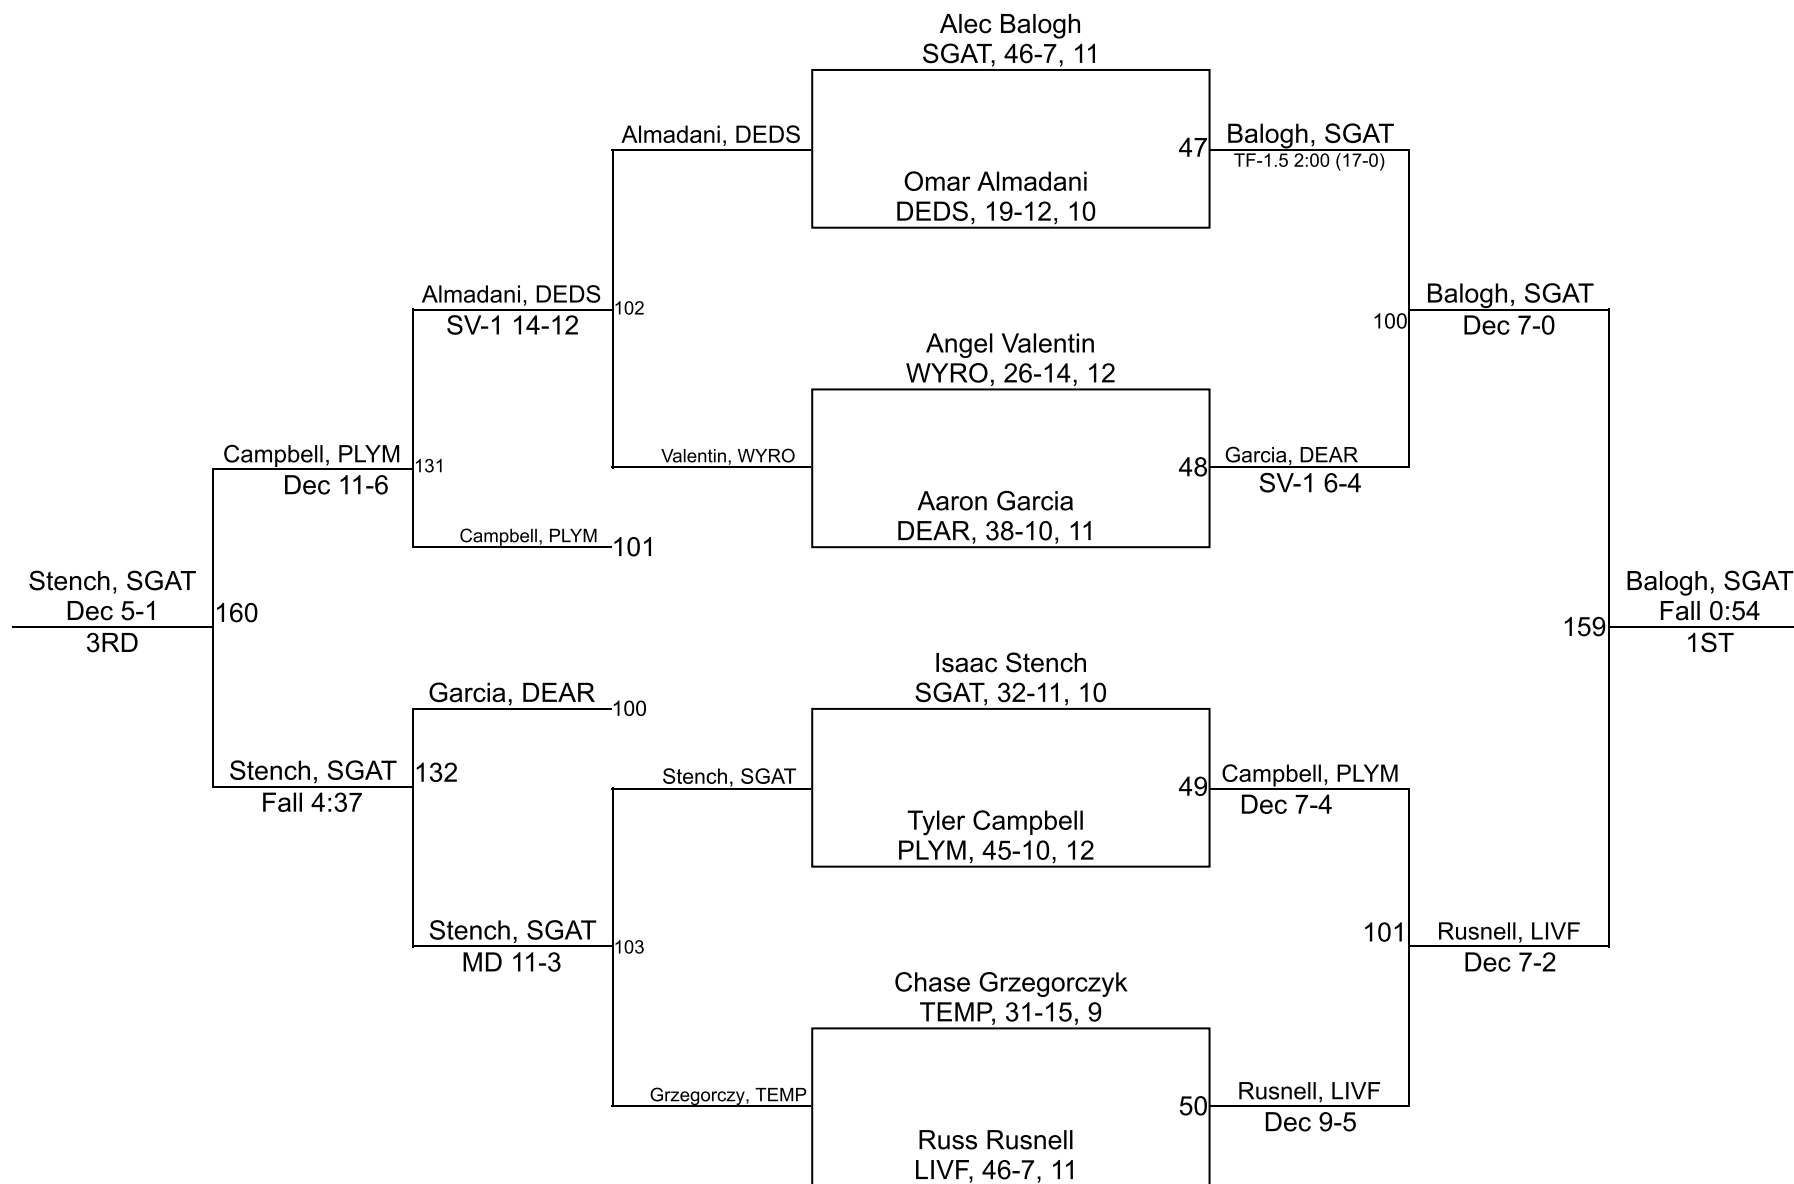 Alec Balogh
SGAT, 46-7, 11
Almadani, DEDS
47
Balogh, SGAT
TF-1.5 2:00 (17-0)
Omar Almadani
DEDS, 19-12, 10
Almadani, DEDS
SV-1 14-12
102
100
Balogh, SGAT
Dec 7-0
Angel Valentin
WYRO, 26-14, 12
Campbell, PLYM
Dec 11-6
131
Valentin, WYRO
48
Garcia, DEAR
SV-1 6-4
Aaron Garcia
DEAR, 38-10, 11
Campbell, PLYM
101
Stench, SGAT
Dec 5-1
3RD
160
159
Balogh, SGAT
Fall 0:54
1ST
Isaac Stench
SGAT, 32-11, 10
Garcia, DEAR
100
Stench, SGAT
Fall 4:37
132
Stench, SGAT
49
Campbell, PLYM
Dec 7-4
Tyler Campbell
PLYM, 45-10, 12
Stench, SGAT
MD 11-3
103
101
Rusnell, LIVF
Dec 7-2
Chase Grzegorczyk
TEMP, 31-15, 9
Grzegorczy, TEMP
50
Rusnell, LIVF
Dec 9-5
Russ Rusnell
LIVF, 46-7, 11